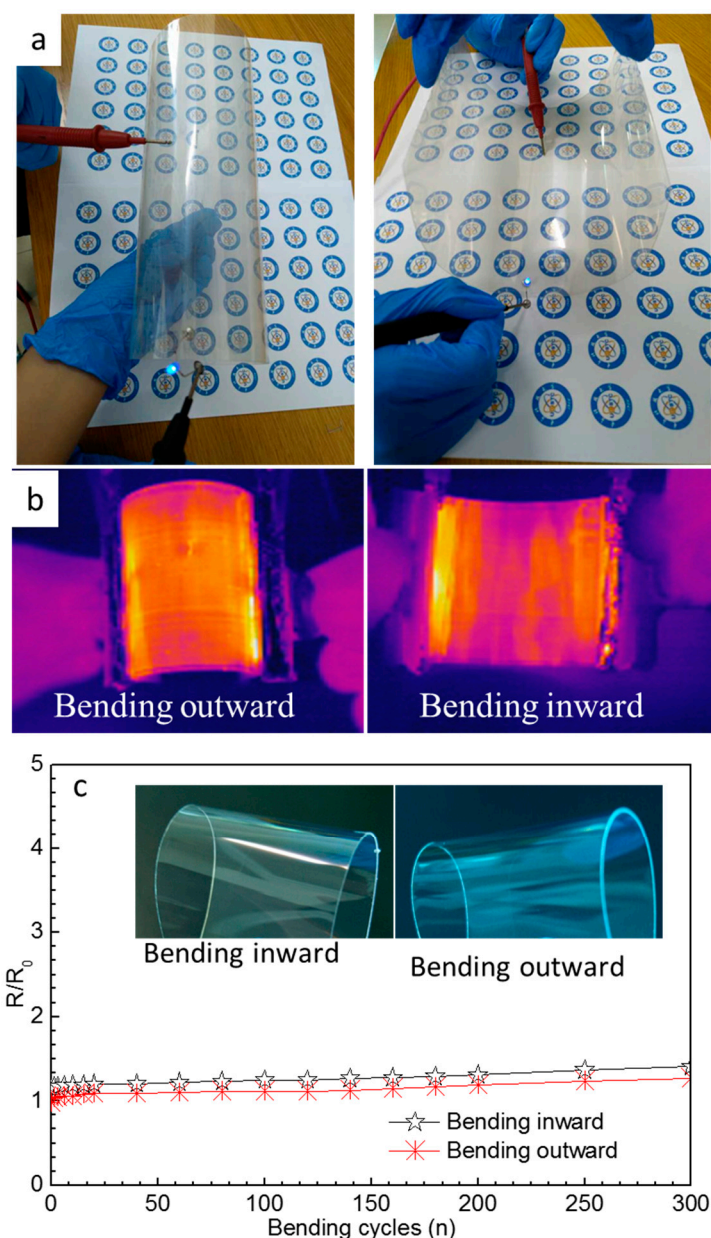 a
b
Bending outward
Bending inward
c
5
4
3
2
1
0
R/R₀
Bending inward
Bending outward
Bending inward
Bending outward
0 50 100 150 200 250 300
Bending cycles (n)